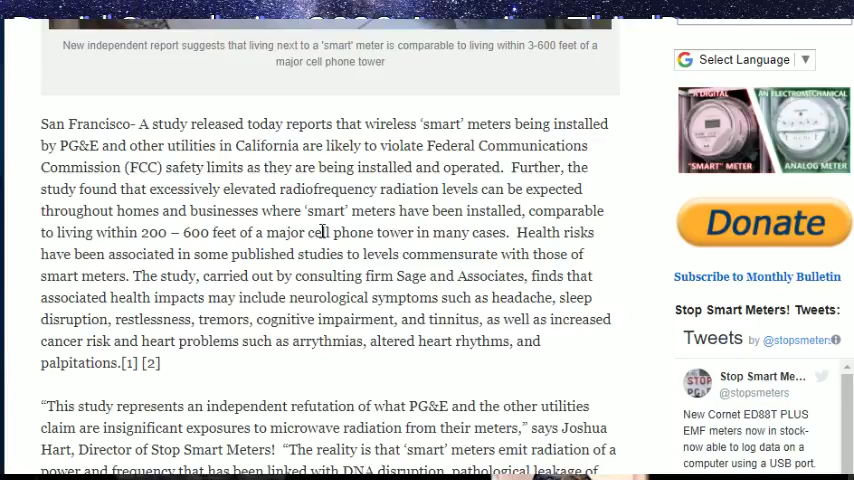 New independent report suggests that living next to a 'smart' meter is comparable to living within 3-600 feet of a
major cell phone tower
San Francisco- A study released today reports that wireless ‘smart’ meters being installed
by PG&E and other utilities in California are likely to violate Federal Communications
Commission (FCC) safety limits as they are being installed and operated.  Further, the
study found that excessively elevated radiofrequency radiation levels can be expected
throughout homes and businesses where ‘smart’ meters have been installed, comparable
to living within 200 – 600 feet of a major cell phone tower in many cases.  Health risks
have been associated in some published studies to levels commensurate with those of
smart meters. The study, carried out by consulting firm Sage and Associates, finds that
associated health impacts may include neurological symptoms such as headache, sleep
disruption, restlessness, tremors, cognitive impairment, and tinnitus, as well as increased
cancer risk and heart problems such as arrythmias, altered heart rhythms, and
palpitations.[1] [2]
“This study represents an independent refutation of what PG&E and the other utilities
claim are insignificant exposures to microwave radiation from their meters,” says Joshua
Hart, Director of Stop Smart Meters!  “The reality is that ‘smart’ meters emit radiation of a
power and frequency that has been linked with DNA disruption, pathological leakage of
Select Language
A DIGITAL
"SMART" METER
AN ELECTROMECHANICAL
ANALOG METER
Donate
Subscribe to Monthly Bulletin
Stop Smart Meters! Tweets:
Tweets by @stopsmeters
STOP
Stop Smart Me...
@stopsmeters
New Cornet ED88T PLUS
EMF meters now in stock-
now able to log data on a
computer using a USB port.